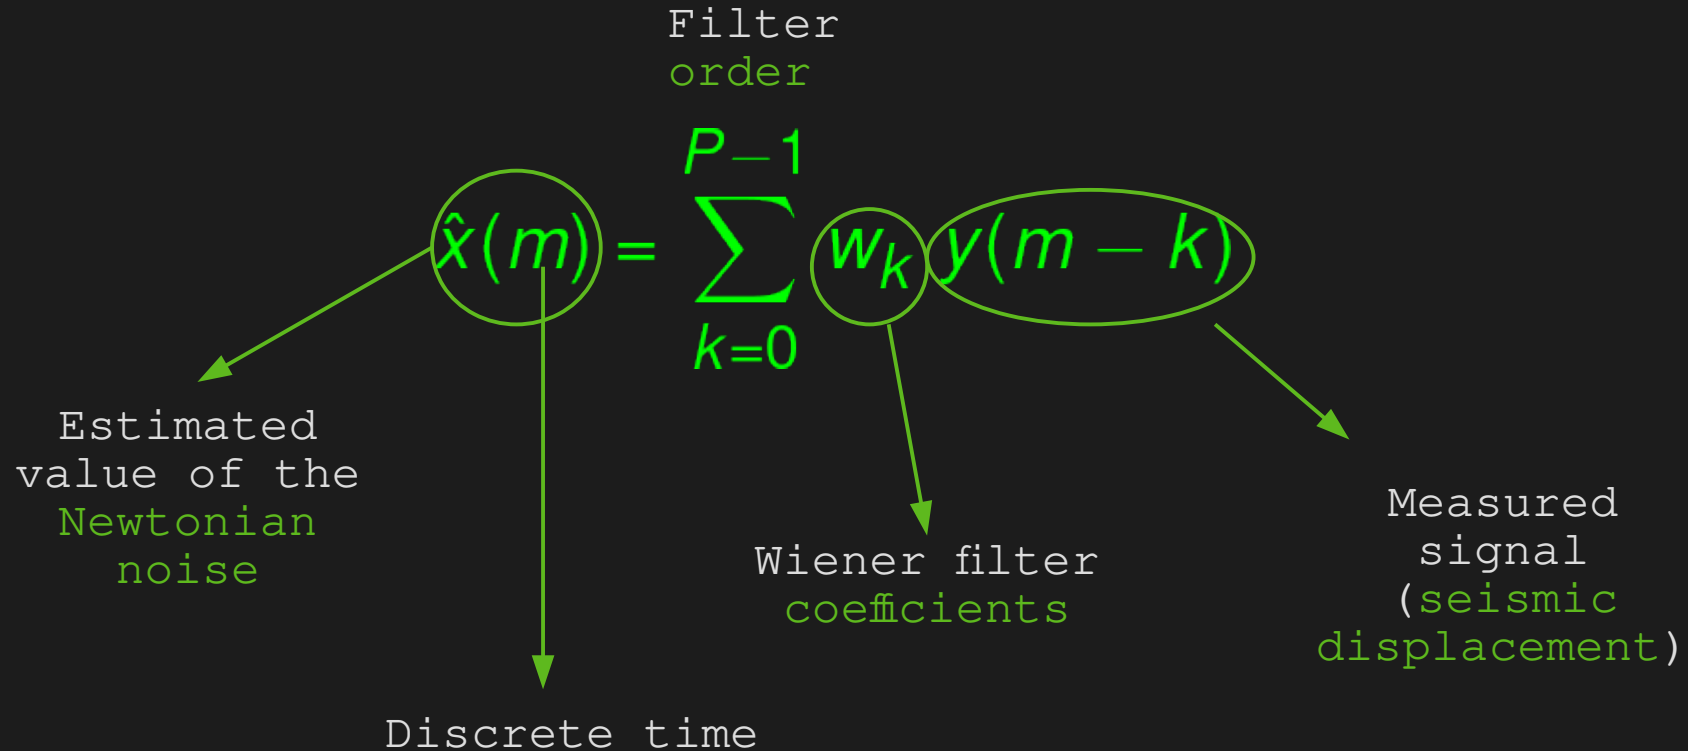 Filter
order
P−1
x̂(m) = ∑ wₖ y(m − k)
k=0
Estimated
value of the
Newtonian
noise
Wiener filter
coefficients
Measured
signal
(seismic
displacement)
Discrete time